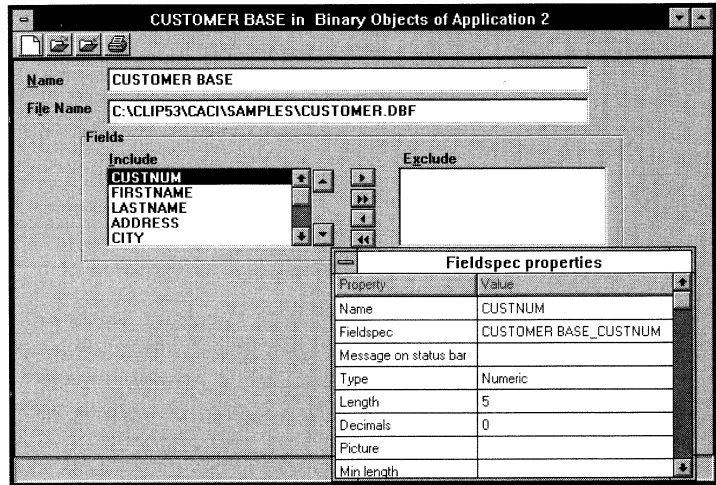 CUSTOMER BASE in Binary Objects of Application 2
Name CUSTOMER BASE
File Name C:\CLIP53\CACI\SAMPLES\CUSTOMER.DBF
Fields
Include
CUSTNUM
FIRSTNAME
LASTNAME
ADDRESS
CITY
Exclude
Fieldspec properties
Property Value
Name CUSTNUM
Fieldspec CUSTOMER BASE_CUSTNUM
Message on status bar
Type Numeric
Length 5
Decimals 0
Picture
Min length